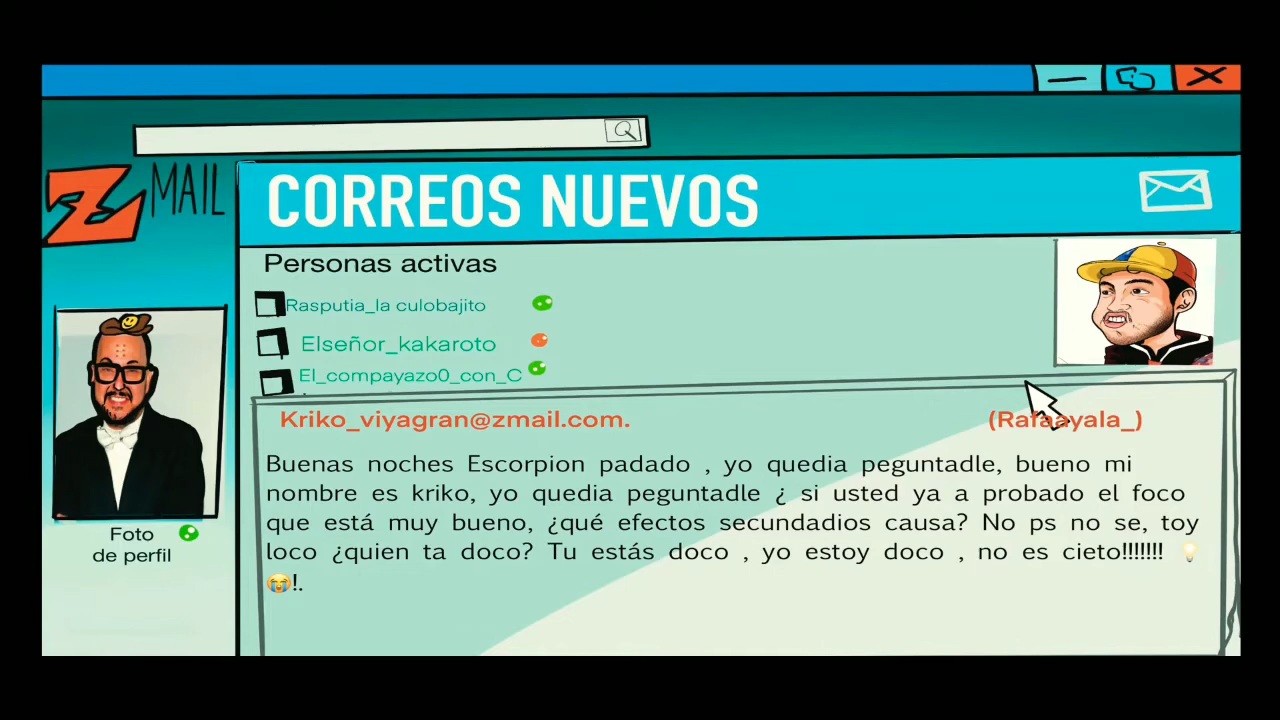 Z MAIL
CORREOS NUEVOS
Personas activas
Rasputia_la culobajito
Elseñor_kakaroto
El_compayazo0_con_C
Foto
de perfil
Kriko_viyagran@zmail.com. (Rafaayala_)
Buenas noches Escorpion padado , yo quedia peguntadle, bueno mi
nombre es kriko, yo quedia peguntadle ¿ si usted ya a probado el foco
que está muy bueno, ¿qué efectos secundadios causa? No ps no se, toy
loco ¿quien ta doco? Tu estás doco , yo estoy doco , no es cieto!!!!!!! 💡
😭!.